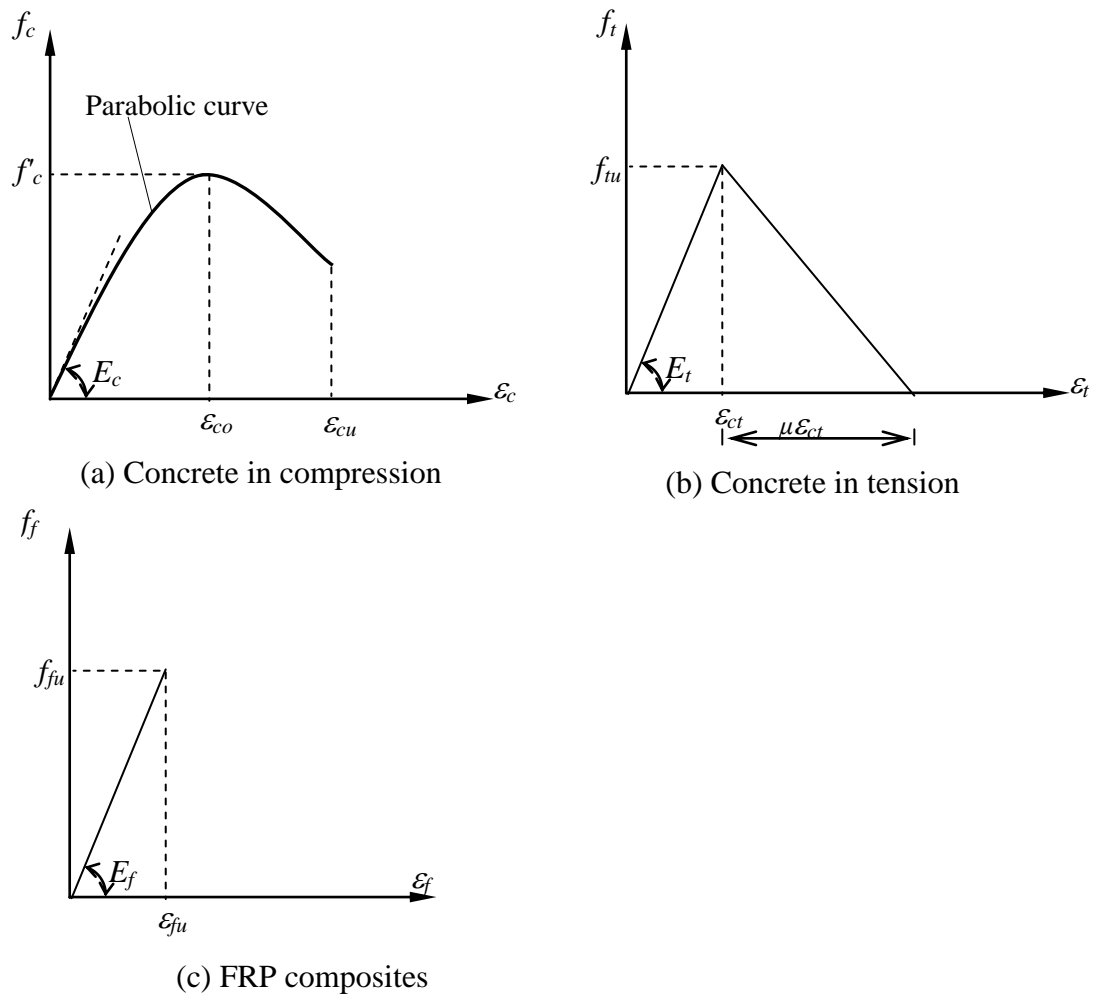 f_c
Parabolic curve
f'_c
E_c
ε_c
ε_co
ε_cu
(a) Concrete in compression
f_t
f_tu
E_t
ε_t
ε_ct
με_ct
(b) Concrete in tension
f_f
f_fu
E_f
ε_f
ε_fu
(c) FRP composites